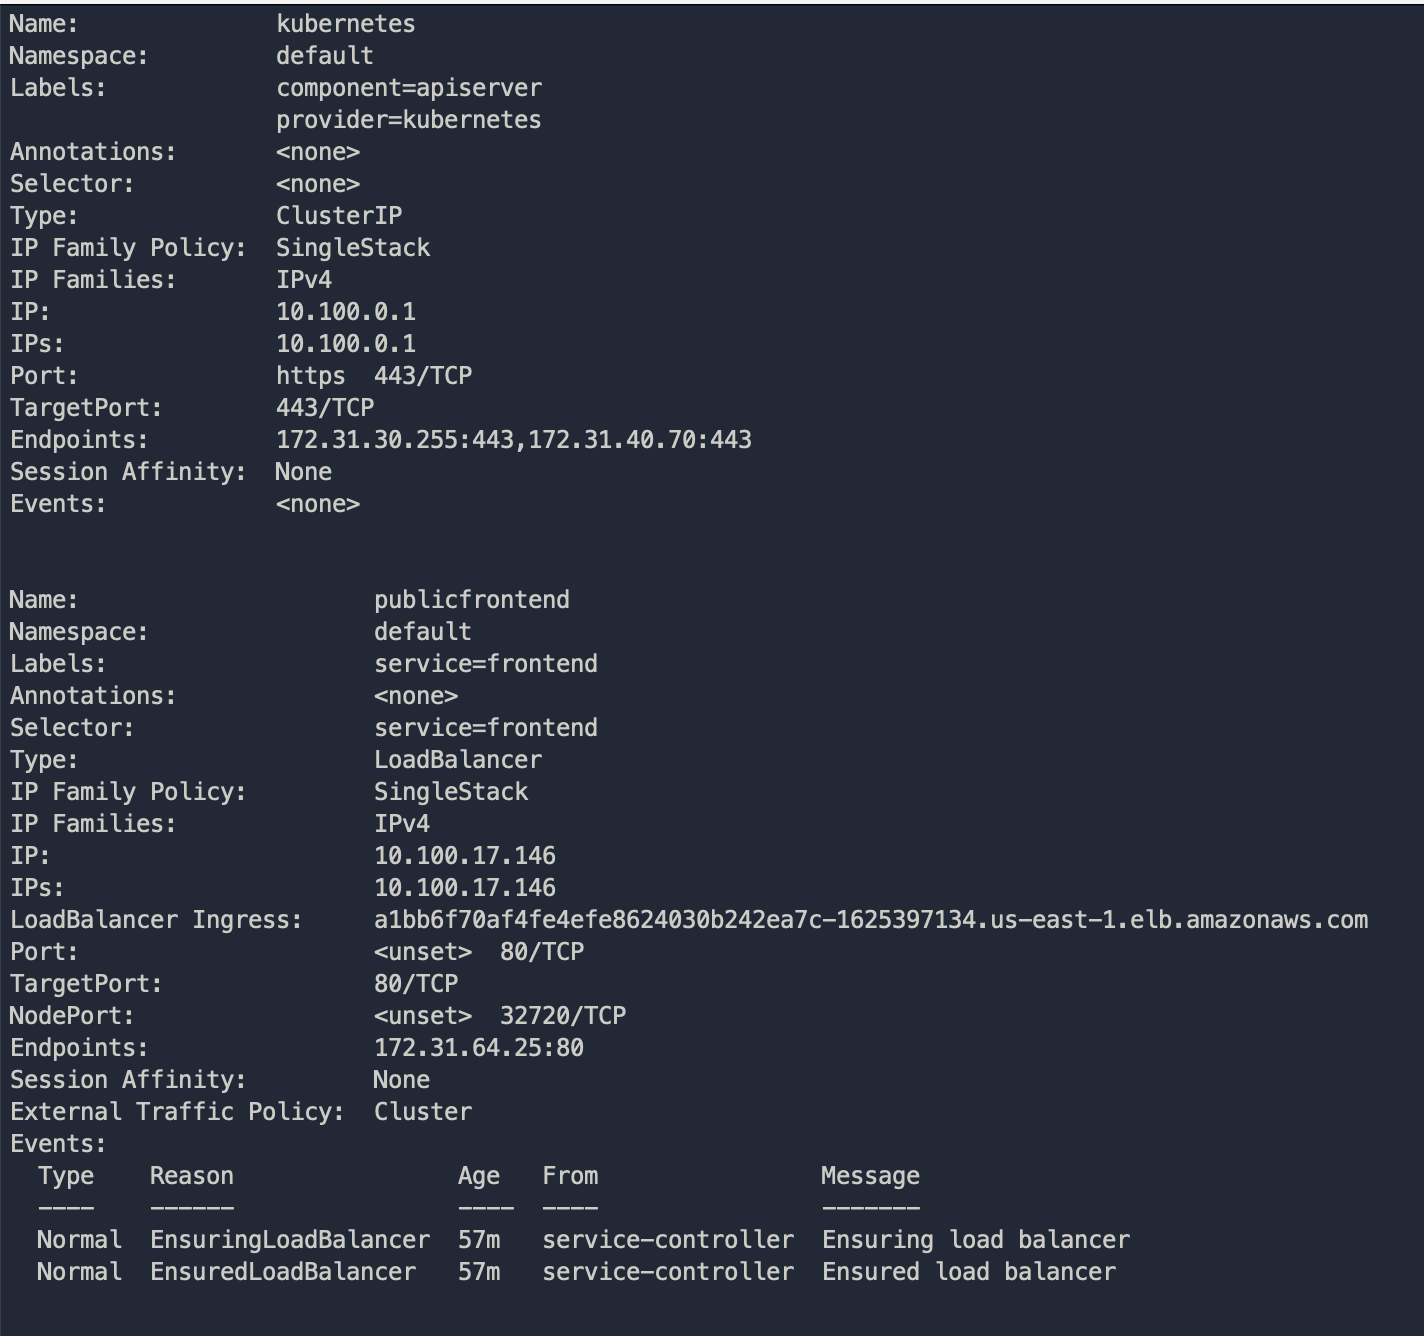 Name:              kubernetes
Namespace:         default
Labels:            component=apiserver
                   provider=kubernetes
Annotations:       <none>
Selector:          <none>
Type:              ClusterIP
IP Family Policy:  SingleStack
IP Families:       IPv4
IP:                10.100.0.1
IPs:               10.100.0.1
Port:              https  443/TCP
TargetPort:        443/TCP
Endpoints:         172.31.30.255:443,172.31.40.70:443
Session Affinity:  None
Events:            <none>


Name:                     publicfrontend
Namespace:                default
Labels:                   service=frontend
Annotations:              <none>
Selector:                 service=frontend
Type:                     LoadBalancer
IP Family Policy:         SingleStack
IP Families:              IPv4
IP:                       10.100.17.146
IPs:                      10.100.17.146
LoadBalancer Ingress:     a1bb6f70af4fe4efe8624030b242ea7c-1625397134.us-east-1.elb.amazonaws.com
Port:                     <unset>  80/TCP
TargetPort:               80/TCP
NodePort:                 <unset>  32720/TCP
Endpoints:                172.31.64.25:80
Session Affinity:         None
External Traffic Policy:  Cluster
Events:
  Type    Reason                Age   From                Message
  ----    ------                ----  ----                -------
  Normal  EnsuringLoadBalancer  57m   service-controller  Ensuring load balancer
  Normal  EnsuredLoadBalancer   57m   service-controller  Ensured load balancer